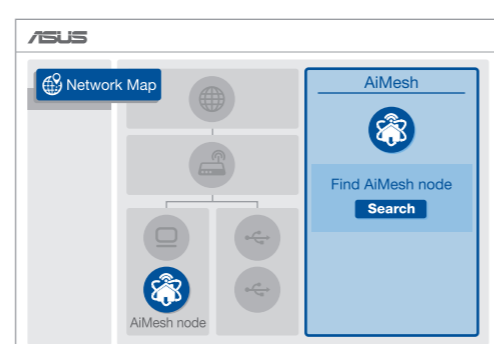 ASUS
Network Map
AiMesh
Find AiMesh node
Search
AiMesh node